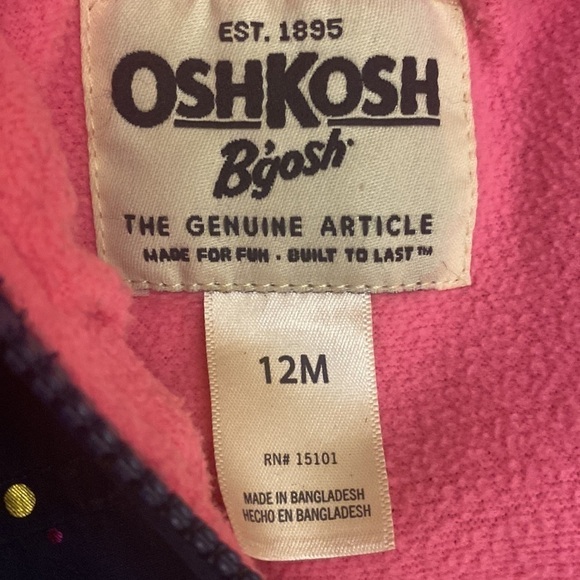 EST. 1895
OSHKOSH
B'gosh
THE GENUINE ARTICLE
MADE FOR FUN · BUILT TO LAST™
12M
RN# 15101
MADE IN BANGLADESH
HECHO EN BANGLADESH